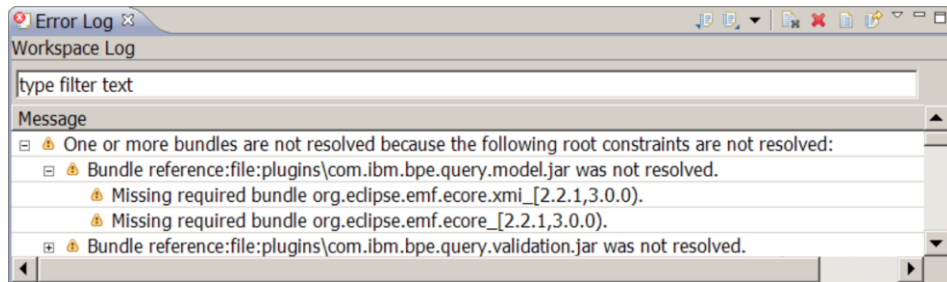 Error Log
Workspace Log
type filter text
Message
One or more bundles are not resolved because the following root constraints are not resolved:
Bundle reference:file:plugins\com.ibm.bpe.query.model.jar was not resolved.
Missing required bundle org.eclipse.emf.ecore.xmi_[2.2.1,3.0.0).
Missing required bundle org.eclipse.emf.ecore_[2.2.1,3.0.0).
Bundle reference:file:plugins\com.ibm.bpe.query.validation.jar was not resolved.